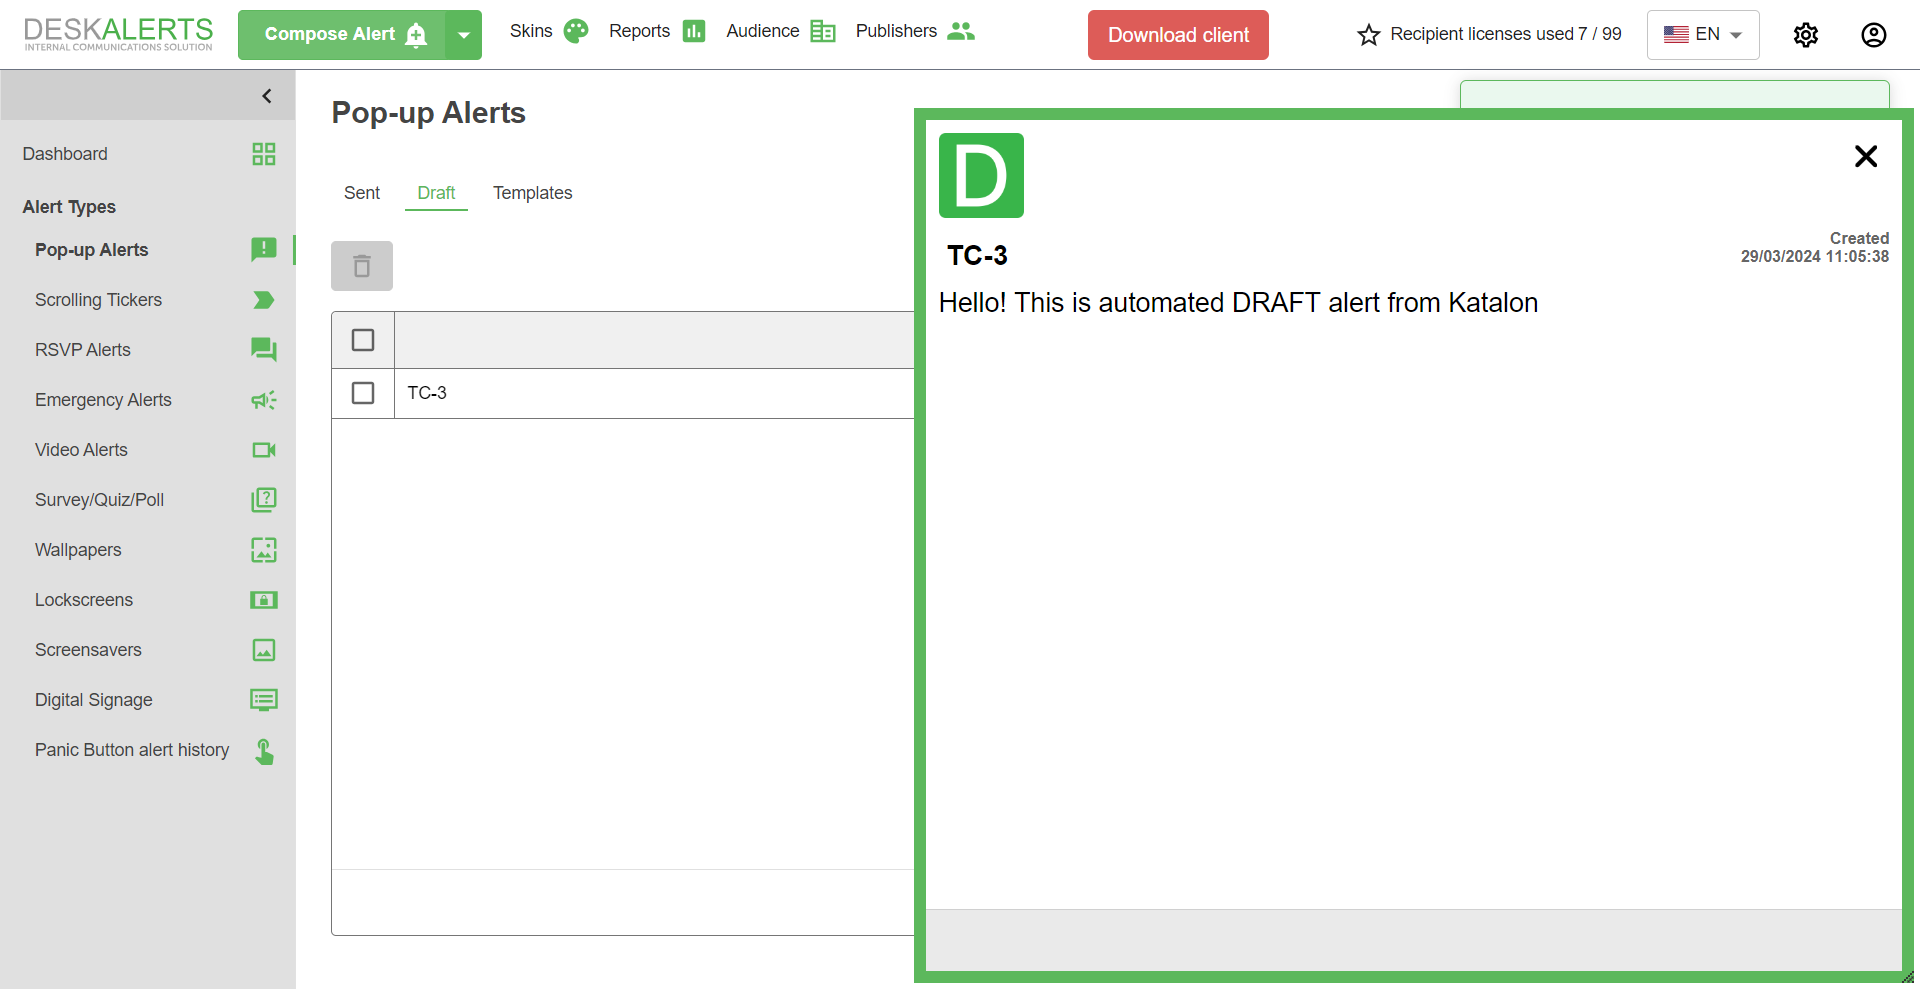 DESKALERTS
INTERNAL COMMUNICATIONS SOLUTION
Compose Alert
Skins
Reports
Audience
Publishers
Download client
Recipient licenses used 7 / 99
EN
Dashboard
Alert Types
Pop-up Alerts
Scrolling Tickers
RSVP Alerts
Emergency Alerts
Video Alerts
Survey/Quiz/Poll
Wallpapers
Lockscreens
Screensavers
Digital Signage
Panic Button alert history
Pop-up Alerts
Sent
Draft
Templates
TC-3
D
TC-3
Created
29/03/2024 11:05:38
Hello! This is automated DRAFT alert from Katalon